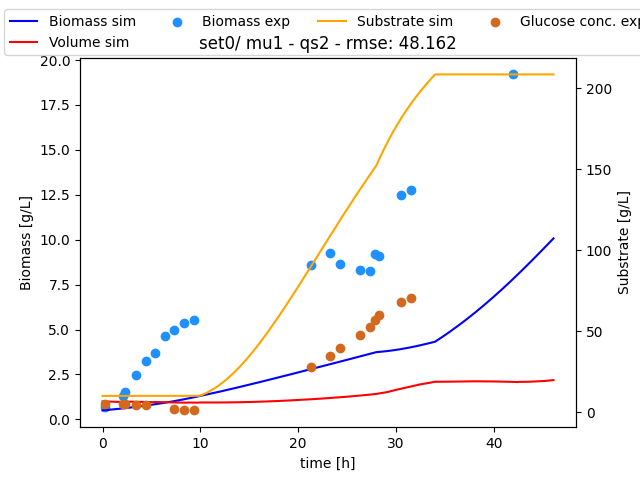 Biomass sim
Biomass exp
Substrate sim
Glucose conc. exp
Volume sim
set0/ mu1 - qs2 - rmse: 48.162
20.0
17.5
15.0
12.5
10.0
7.5
5.0
2.5
0.0
Biomass [g/L]
200
150
100
50
0
Substrate [g/L]
0
10
20
30
40
time [h]